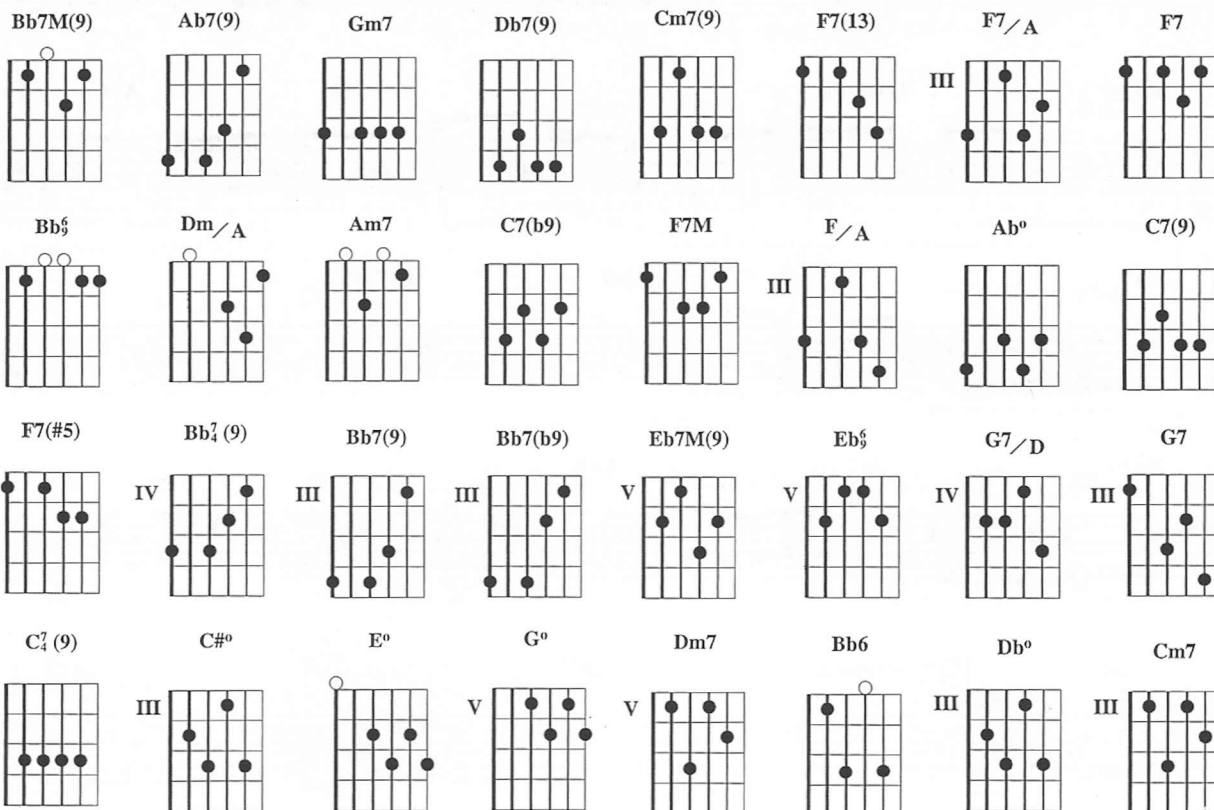 Bb7M(9) Ab7(9) Gm7 Db7(9) Cm7(9) F7(13) F7/A F7
III
Bb6/9 Dm/A Am7 C7(b9) F7M F/A Abº C7(9)
III
F7(#5) Bb7/4 (9) Bb7(9) Bb7(b9) Eb7M(9) Eb6/9 G7/D G7
IV III III V V IV III
C7/4 (9) C#º Eº Gº Dm7 Bb6 Dbº Cm7
III V V III III